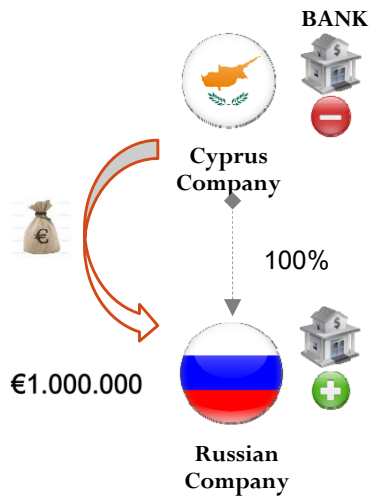 BANK
Cyprus
Company
100%
€
€1.000.000
Russian
Company